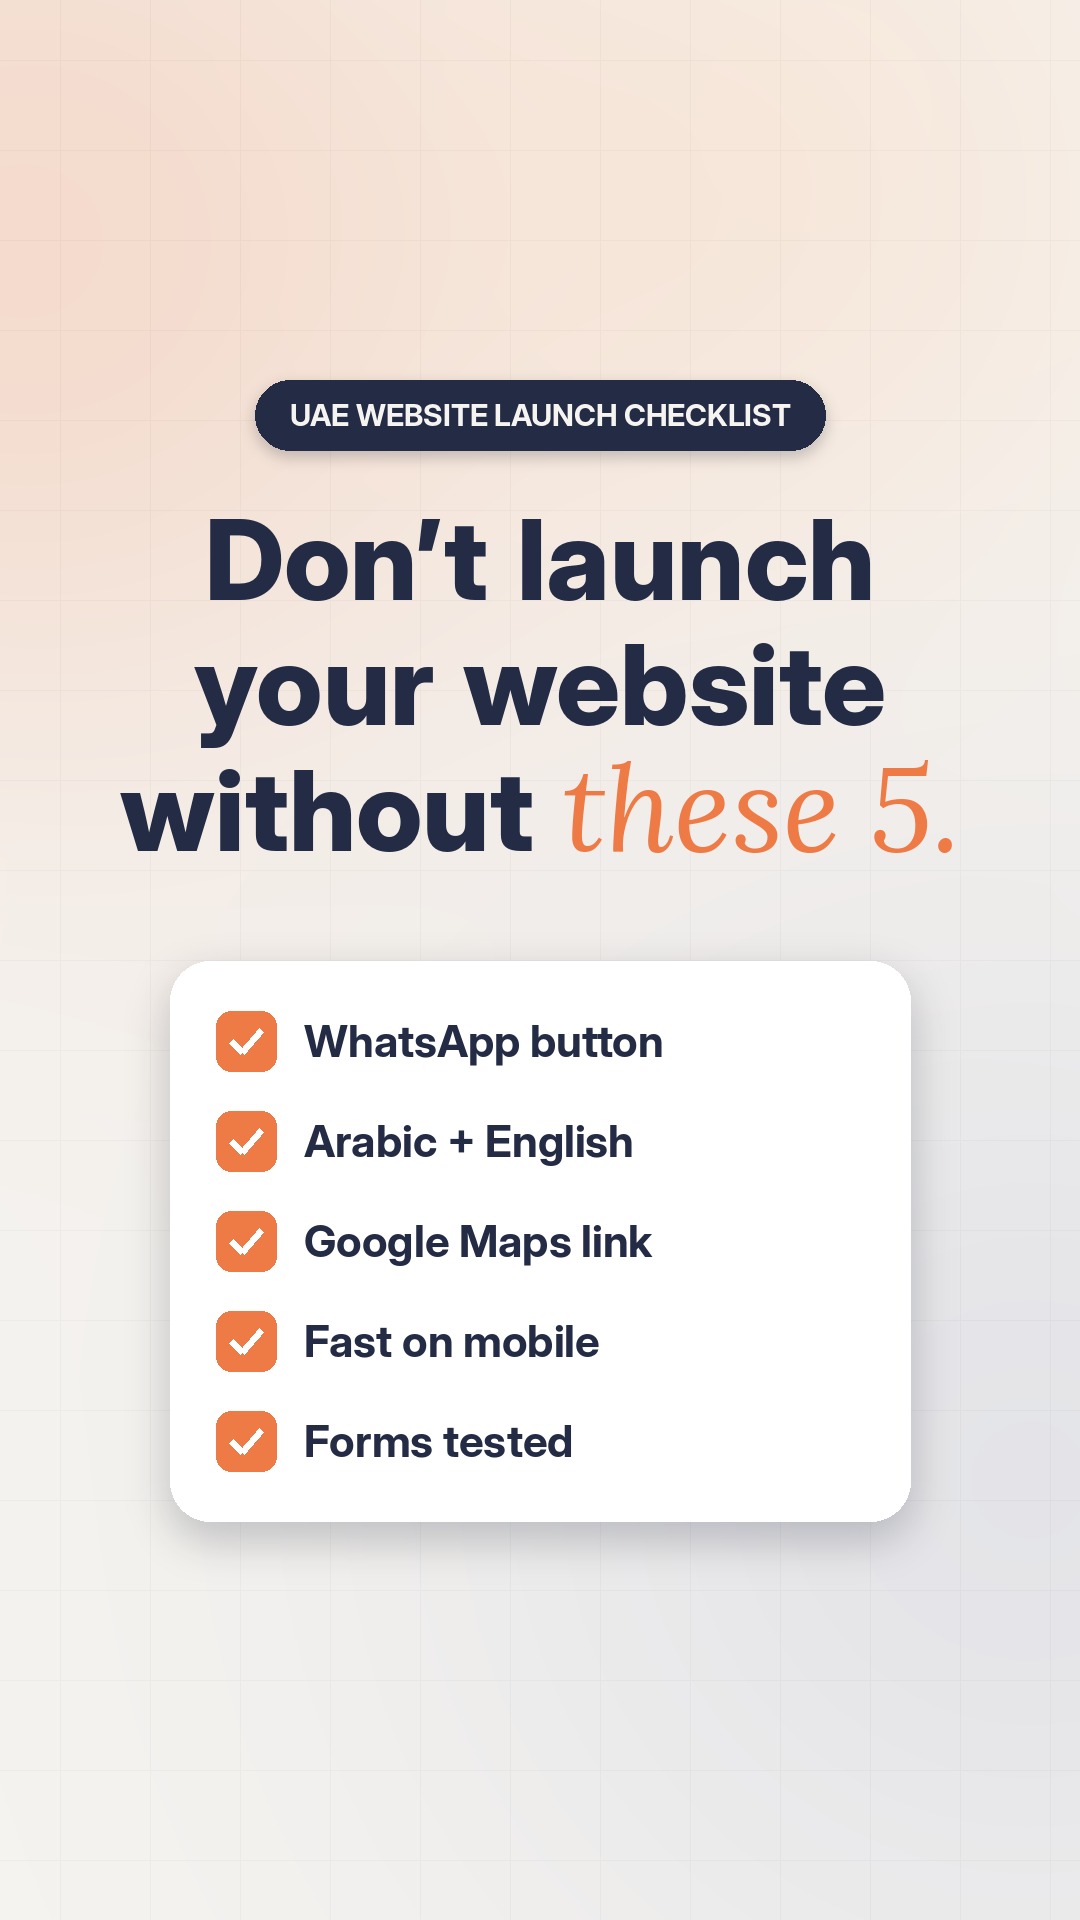 UAE WEBSITE LAUNCH CHECKLIST
Don’t launch
your website
without these 5.
WhatsApp button
Arabic + English
Google Maps link
Fast on mobile
Forms tested